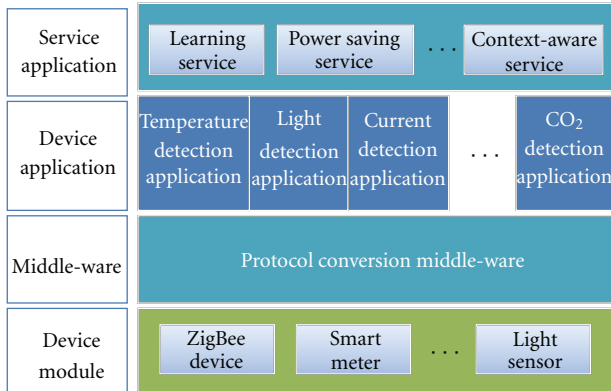 Service
application
Learning
service
Power saving
service
. . .
Context-aware
service
Device
application
Temperature
detection
application
Light
detection
application
Current
detection
application
. . .
CO₂
detection
application
Middle-ware
Protocol conversion middle-ware
Device
module
ZigBee
device
Smart
meter
. . .
Light
sensor